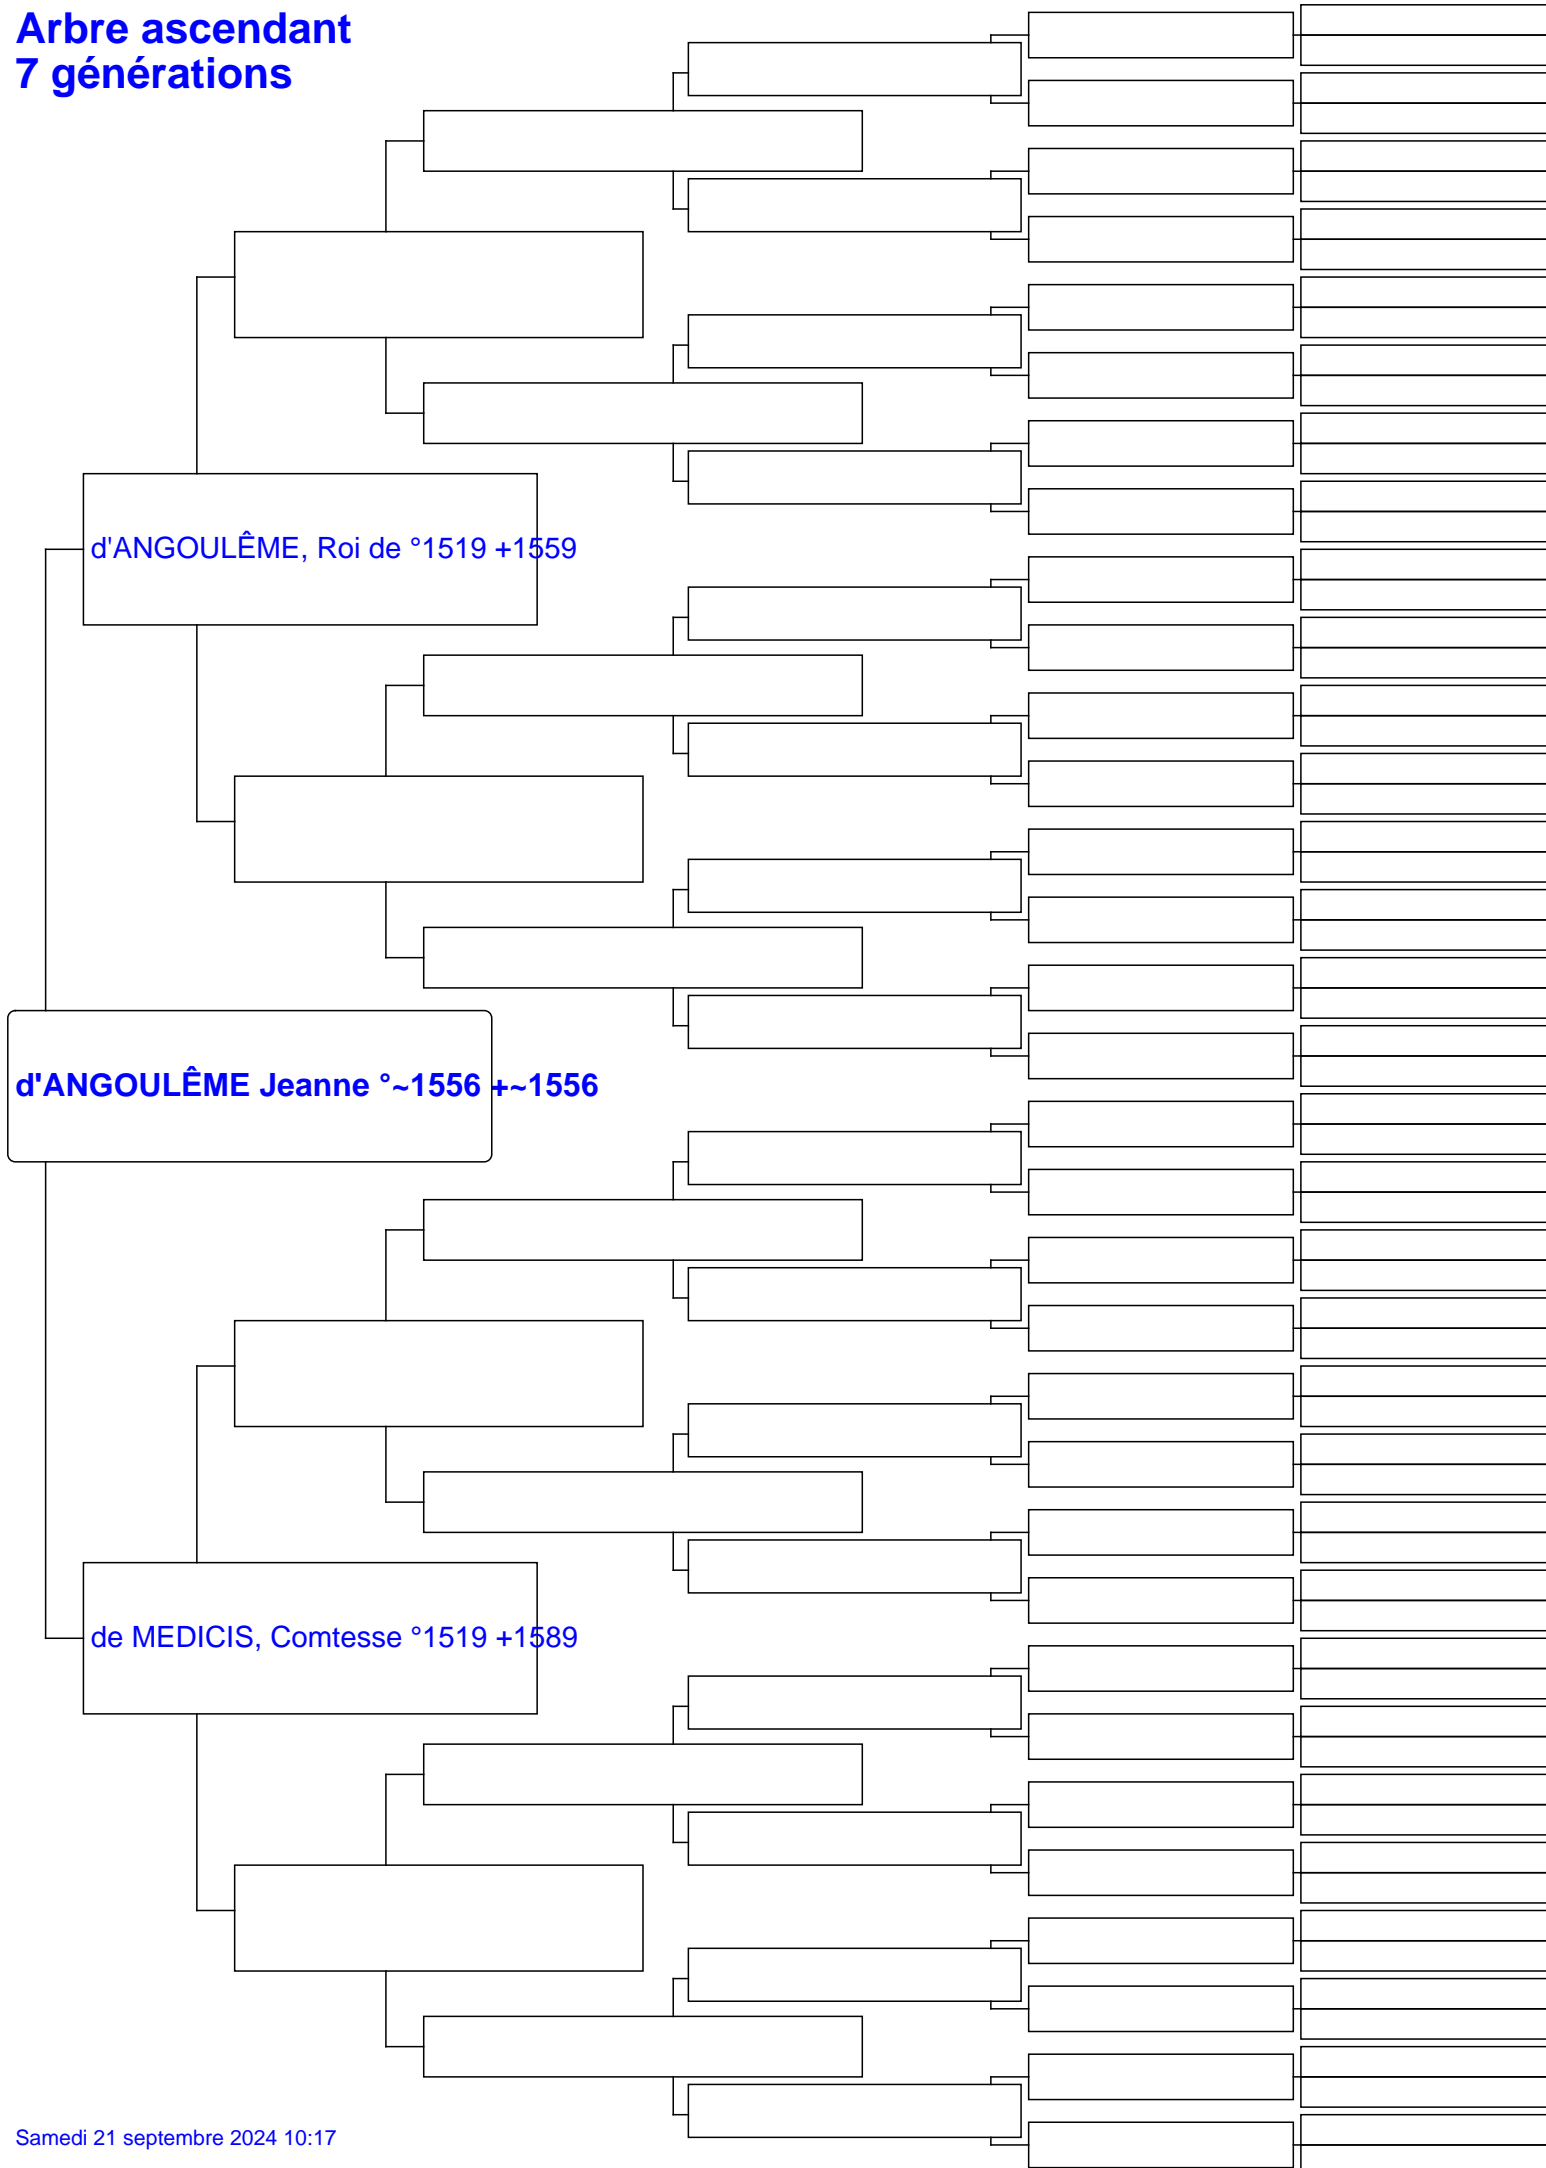 Arbre ascendant
7 générations
d'ANGOULÊME, Roi de °1519 +1559
d'ANGOULÊME Jeanne °~1556 +~1556
de MEDICIS, Comtesse °1519 +1589
Samedi 21 septembre 2024 10:17